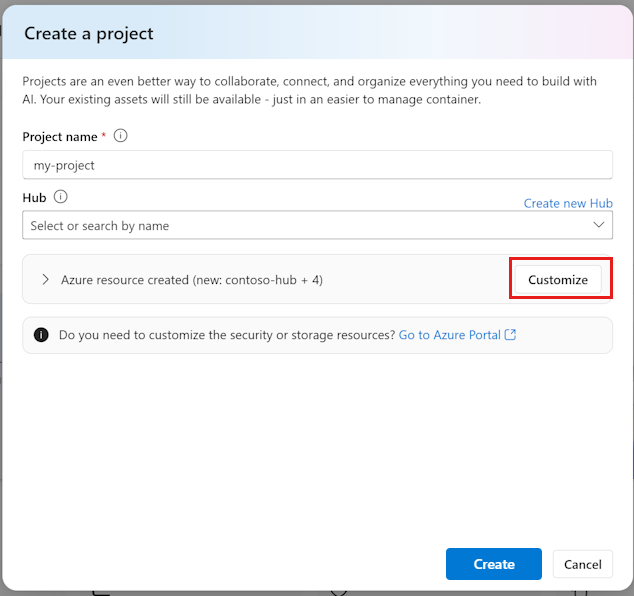 Create a project
Projects are an even better way to collaborate, connect, and organize everything you need to build with
AI. Your existing assets will still be available - just in an easier to manage container.
Project name *
my-project
Hub
Create new Hub
Select or search by name
Azure resource created (new: contoso-hub + 4)
Customize
Do you need to customize the security or storage resources? Go to Azure Portal
Create
Cancel